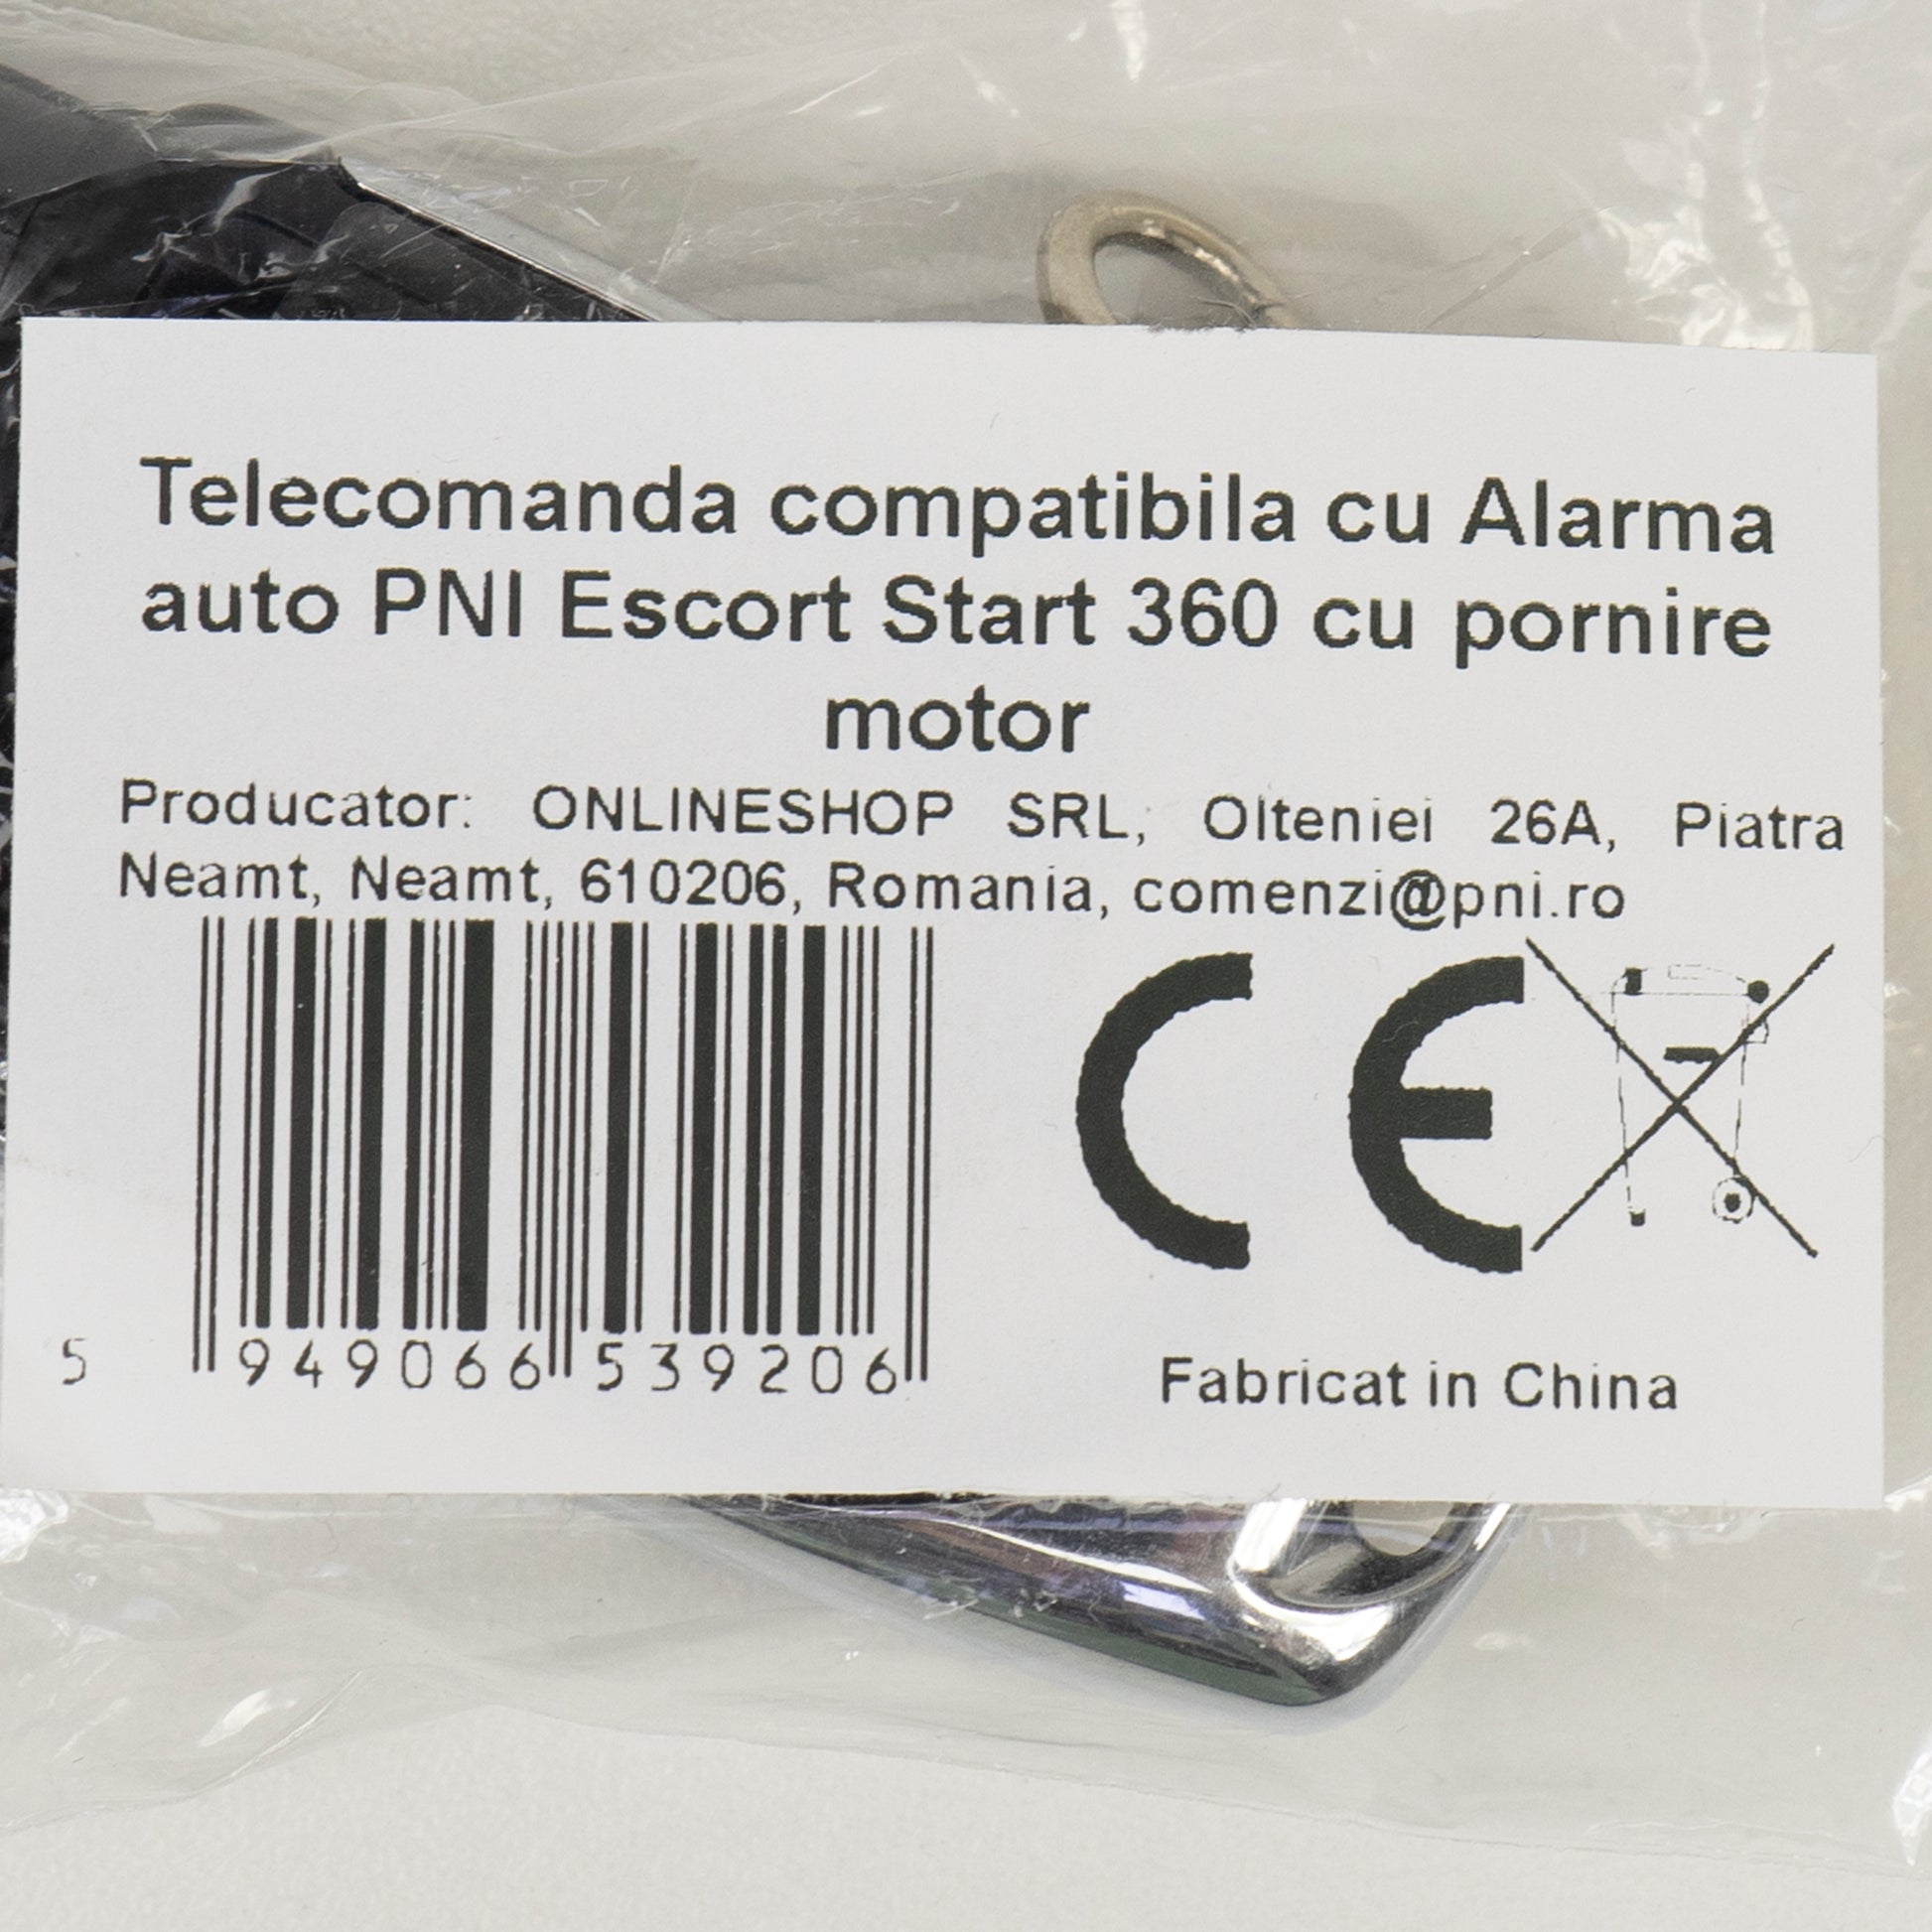 Telecomanda compatibila cu Alarma
auto PNI Escort Start 360 cu pornire
motor
Producator: ONLINESHOP SRL, Olteniei 26A, Piatra
Neamt, Neamt, 610206, Romania, comenzi@pni.ro
CE
5 949066 539206
Fabricat in China